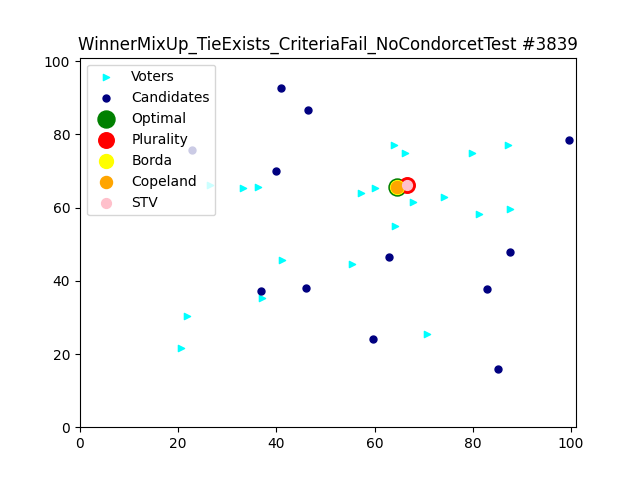 WinnerMixUp_TieExists_CriteriaFail_NoCondorcetTest #3839
100
80
60
40
20
0
0 20 40 60 80 100
Voters
Candidates
Optimal
Plurality
Borda
Copeland
STV